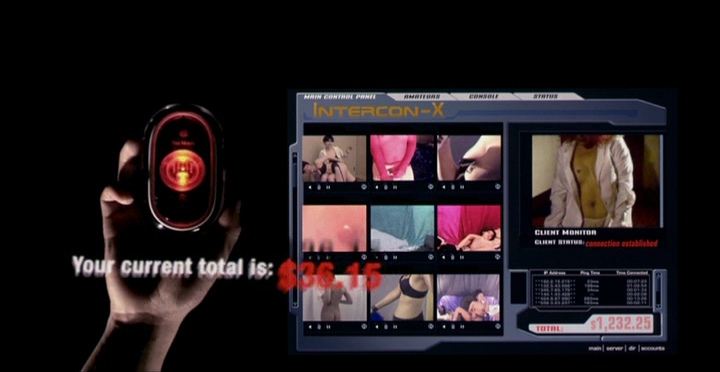 MAIN CONTROL PANEL AMATEURS CONSOLE STATUS
INTERCON-X
Your current total is: $36.15
CLIENT MONITOR
CLIENT STATUS: connection established
IP Address Ping Time Time Connected
TOTAL: $1,232.25
main | server | dir | accounts